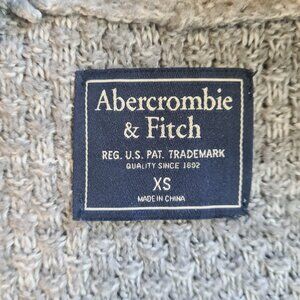 Abercrombie
& Fitch
REG. U.S. PAT. TRADEMARK
QUALITY SINCE 1892
XS
MADE IN CHINA